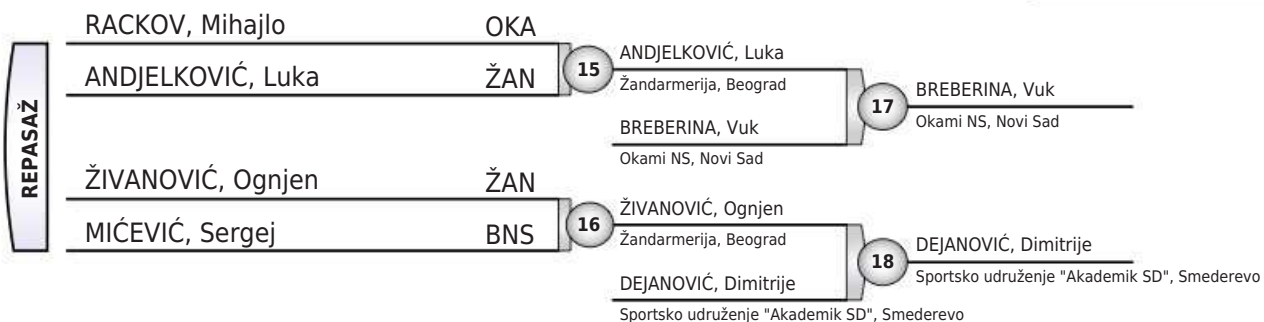 REPASAŽ
RACKOV, Mihajlo OKA
ANDJELKOVIĆ, Luka ŽAN
15
ANDJELKOVIĆ, Luka
Žandarmerija, Beograd
BREBERINA, Vuk
Okami NS, Novi Sad
17
BREBERINA, Vuk
Okami NS, Novi Sad
ŽIVANOVIĆ, Ognjen ŽAN
MIĆEVIĆ, Sergej BNS
16
ŽIVANOVIĆ, Ognjen
Žandarmerija, Beograd
DEJANOVIĆ, Dimitrije
Sportsko udruženje "Akademik SD", Smederevo
18
DEJANOVIĆ, Dimitrije
Sportsko udruženje "Akademik SD", Smederevo